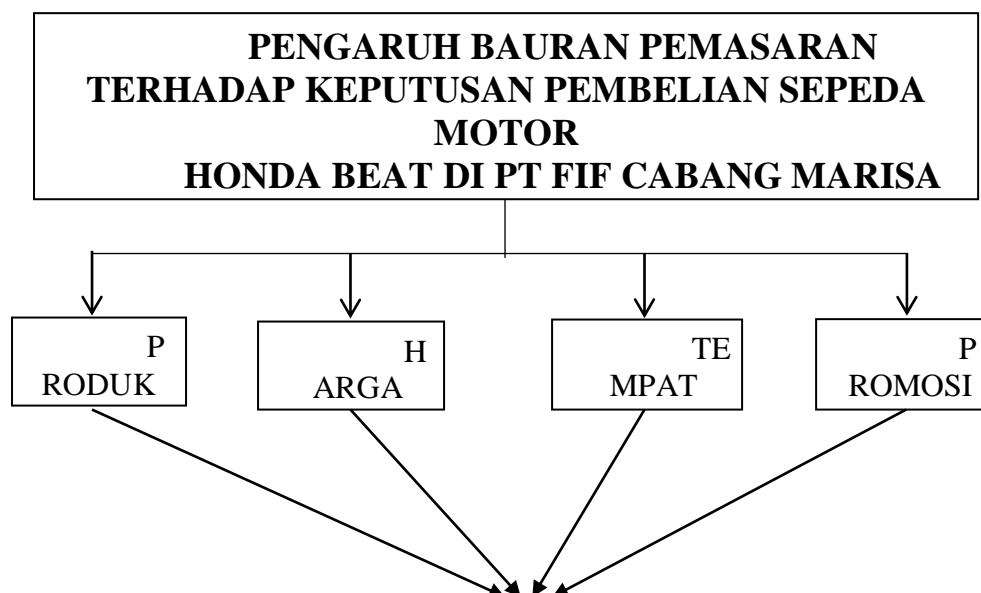 PENGARUH BAURAN PEMASARAN
TERHADAP KEPUTUSAN PEMBELIAN SEPEDA
MOTOR
HONDA BEAT DI PT FIF CABANG MARISA
P
RODUK
H
ARGA
TE
MPAT
P
ROMOSI